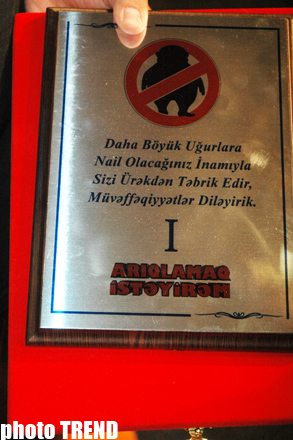 Daha Böyük Uğurlara
Nail Olacağınız İnamıyla
Sizi Ürəkdən Təbrik Edir,
Müvəffəqiyyətlər Diləyirik.
I
ARIQLAMAQ
İSTƏYİRƏM
photo TREND